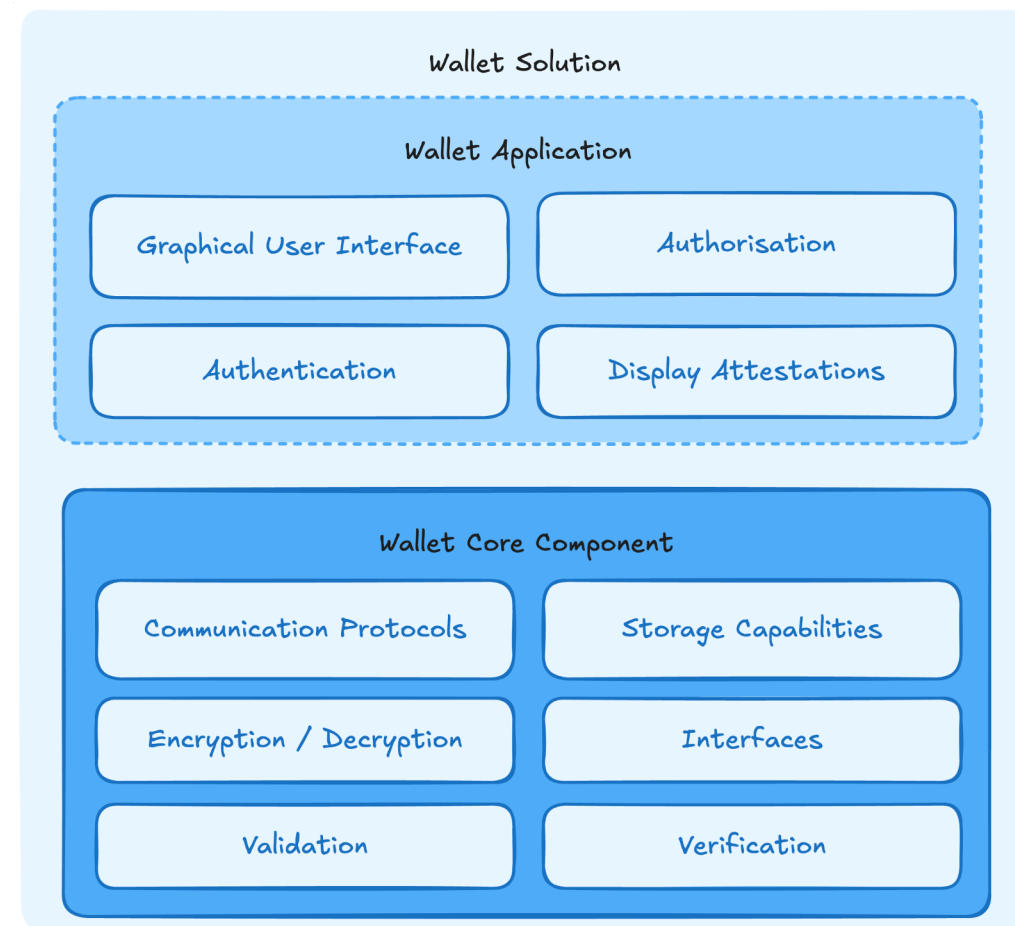 Wallet Solution
Wallet Application
Graphical User Interface
Authorisation
Authentication
Display Attestations
Wallet Core Component
Communication Protocols
Storage Capabilities
Encryption / Decryption
Interfaces
Validation
Verification